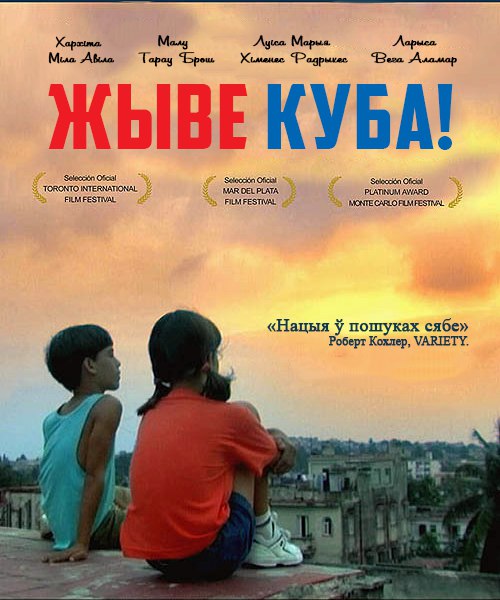 Хархіта Малу Луіса Марыя Ларыса
Міла Авіла Тарау Брош Хіменес Радрыкес Вега Аламар
ЖЫВЕ КУБА!
Selección Oficial Selección Oficial Selección Oficial
TORONTO INTERNATIONAL MAR DEL PLATA PLATINUM AWARD
FILM FESTIVAL FILM FESTIVAL MONTE CARLO FILM FESTIVAL
«Нацыя ў пошуках сябе»
Роберт Кохлер, VARIETY.